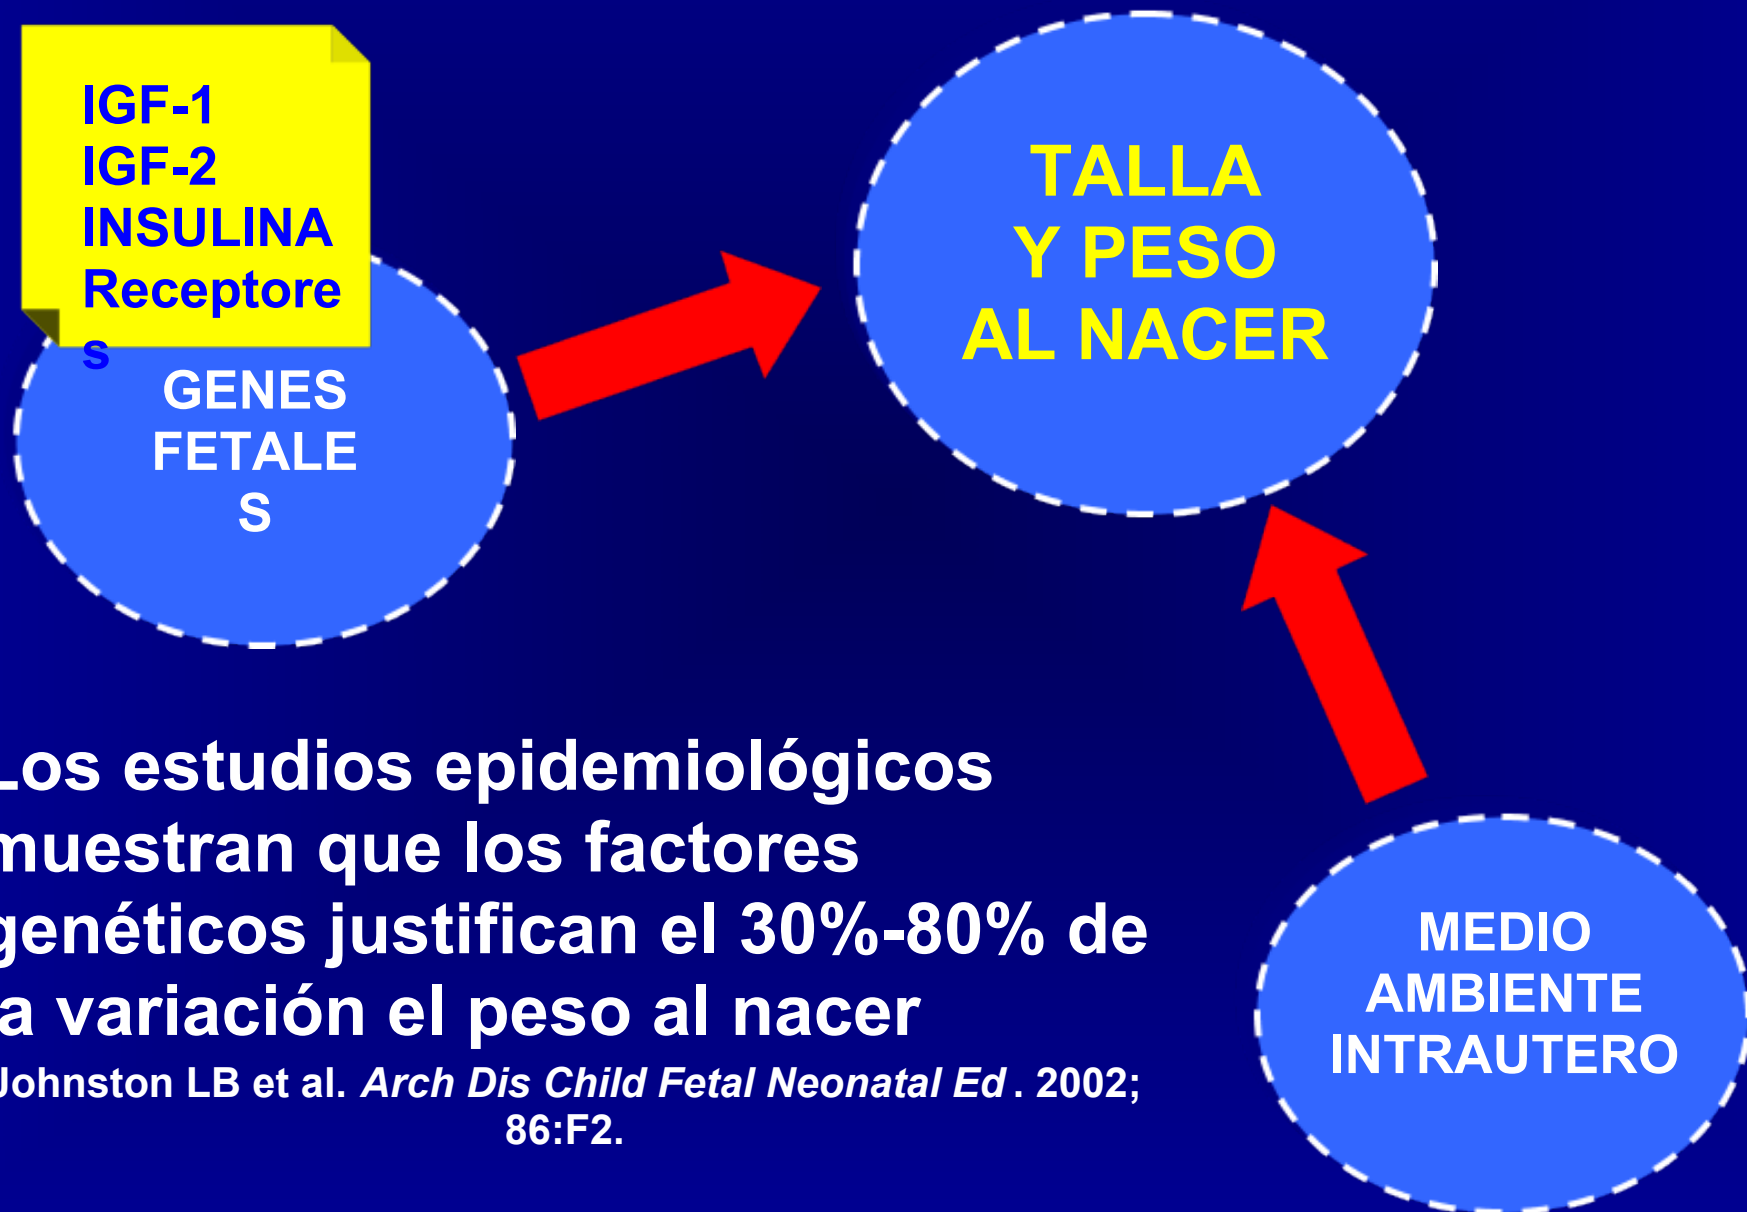 IGF-1
IGF-2
INSULINA
Receptore
s
GENES
FETALE
S
TALLA
Y PESO
AL NACER
Los estudios epidemiológicos
muestran que los factores
genéticos justifican el 30%-80% de
a variación el peso al nacer
Johnston LB et al. Arch Dis Child Fetal Neonatal Ed . 2002;
86:F2.
MEDIO
AMBIENTE
INTRAUTERO